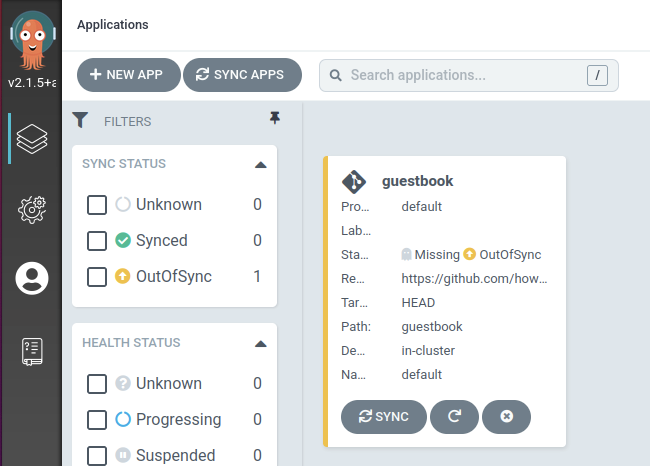 Applications
v2.1.5+a
NEW APP
SYNC APPS
Search applications...
/
FILTERS
SYNC STATUS
Unknown 0
Synced 0
OutOfSync 1
HEALTH STATUS
Unknown 0
Progressing 0
Suspended 0
guestbook
Pro... default
Lab...
Sta... Missing OutOfSync
Re... https://github.com/how...
Tar... HEAD
Path: guestbook
De... in-cluster
Na... default
SYNC